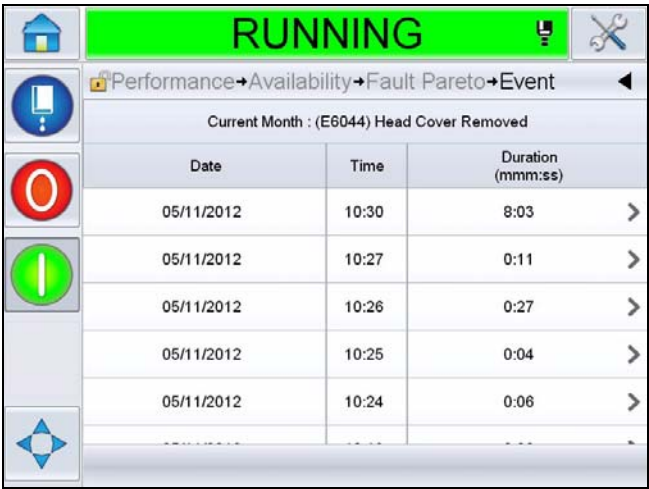 RUNNING
Performance→Availability→Fault Pareto→Event
Current Month : (E6044) Head Cover Removed
Date Time Duration
(mmm:ss)
05/11/2012 10:30 8:03
05/11/2012 10:27 0:11
05/11/2012 10:26 0:27
05/11/2012 10:25 0:04
05/11/2012 10:24 0:06